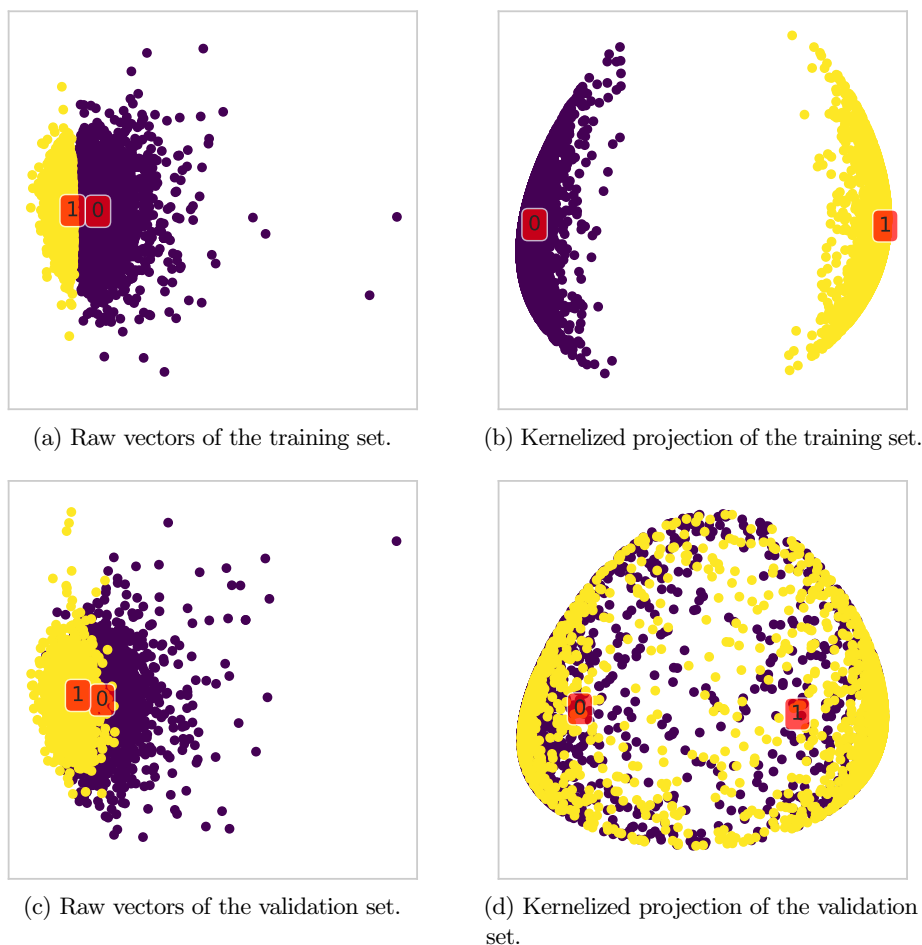 1 0
0 1
(a) Raw vectors of the training set.
(b) Kernelized projection of the training set.
1 0
0 1
(c) Raw vectors of the validation set.
(d) Kernelized projection of the validation
set.